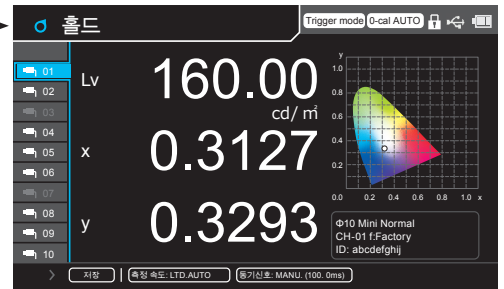 홀드
Trigger mode 0-cal AUTO
01
02
03
04
05
06
07
08
09
10
Lv 160.00
cd/㎡
x 0.3127
y 0.3293
y
1.0
0.8
0.6
0.4
0.2
0.0 0.2 0.4 0.6 0.8 1.0 x
Φ10 Mini Normal
CH-01 f:Factory
ID: abcdefghij
저장 측정 속도: LTD.AUTO 동기신호: MANU. (100. 0ms)